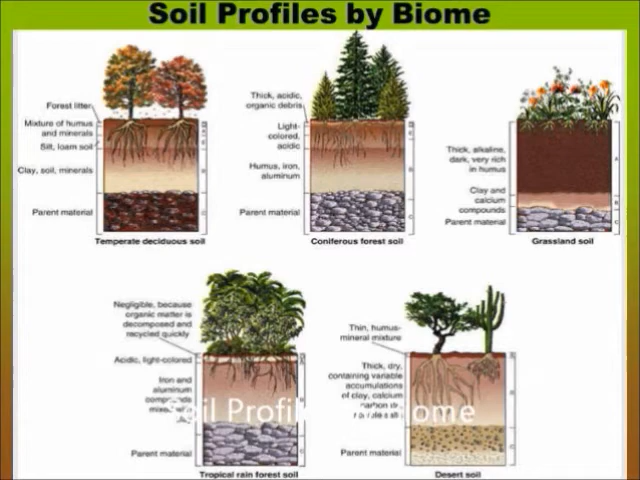 Soil Profiles by Biome
Forest litter
Mixture of humus
and minerals
Silt, loam soil
Clay, soil, minerals
Parent material
Temperate deciduous soil
Thick, acidic,
organic debris
Light-
colored,
acidic
Humus, iron,
aluminum
Parent material
Coniferous forest soil
Thick, alkaline,
dark, very rich
in humus
Clay and
calcium
compounds
Parent material
Grassland soil
Negligible, because
organic matter is
decomposed and
recycled quickly
Acidic, light-colored
Iron and
aluminum
compounds
Parent material
Tropical rain forest soil
Thin, humus-
mineral mixture
Thick, dry,
containing variable
accumulations
of clay, calcium
Parent material
Desert soil
Soil Profiles Biome